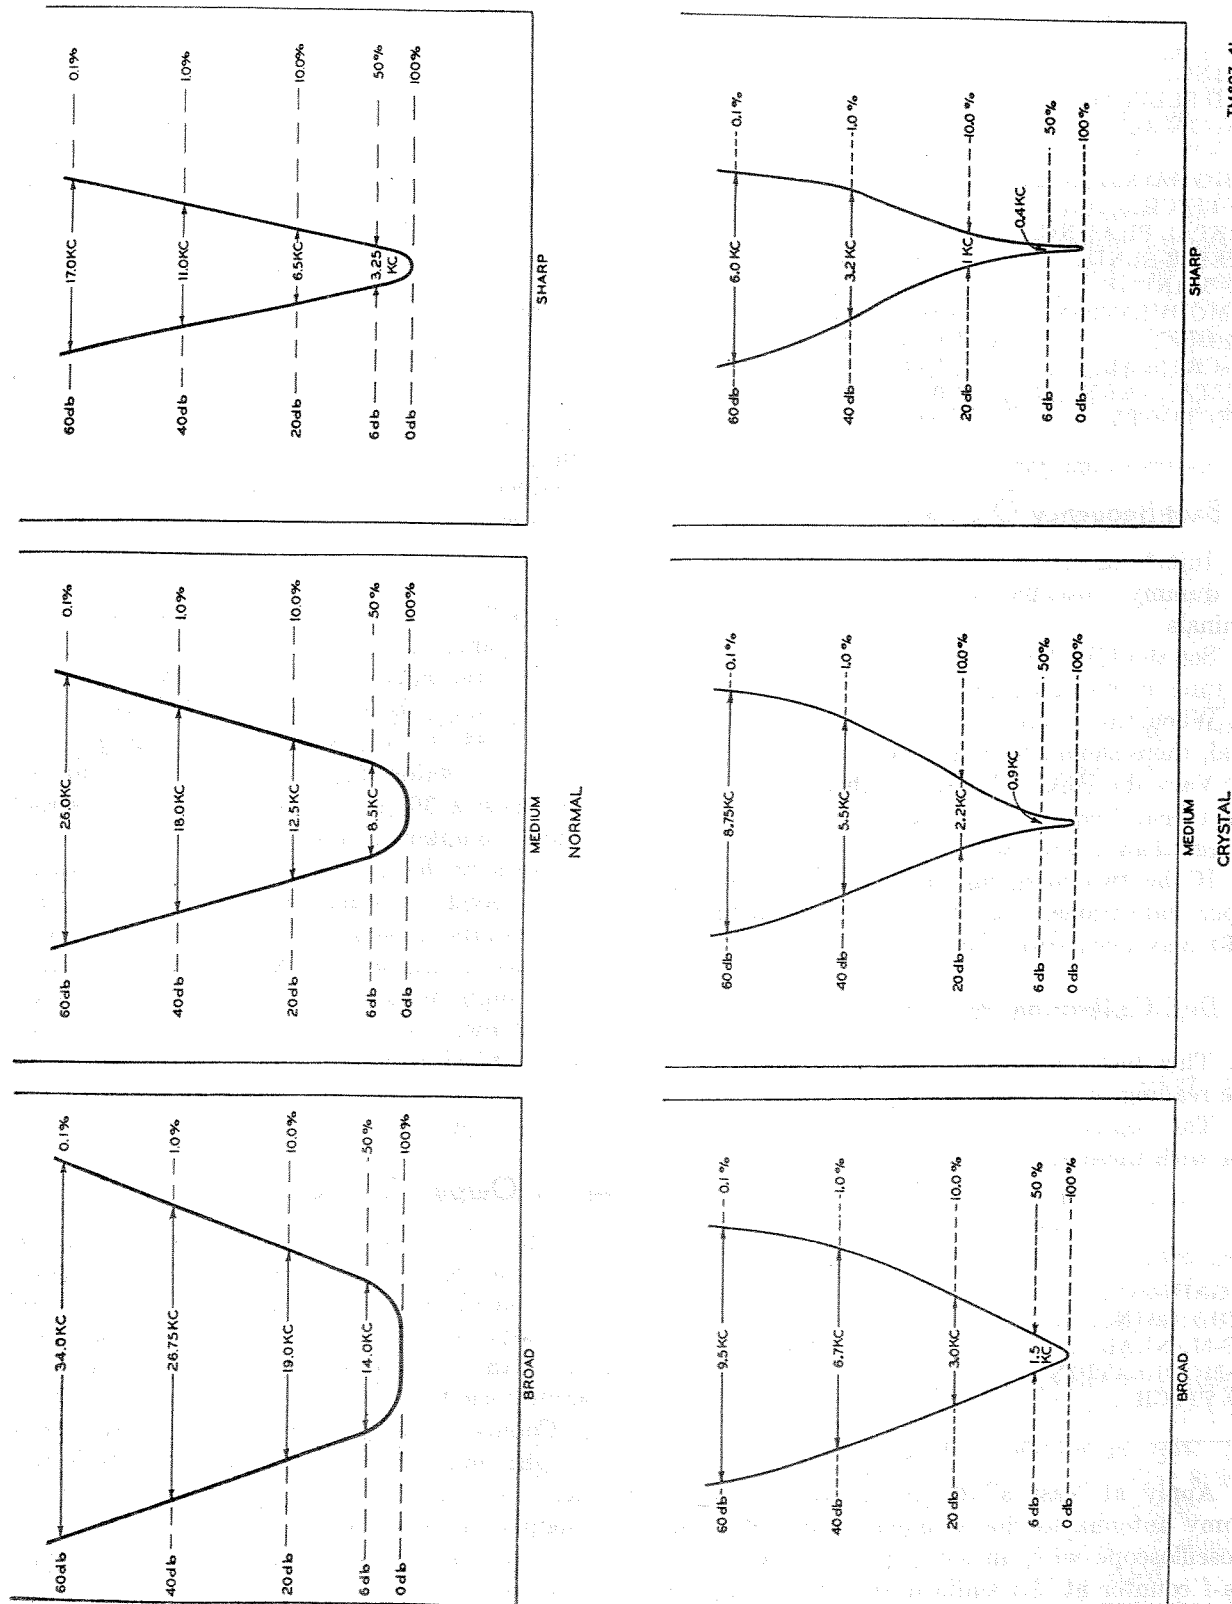 60db 34.0KC 0.1%
40db 26.75KC 1.0%
20db 19.0KC 10.0%
6db 14.0KC 50%
0db 100%
BROAD
60db 26.0KC 0.1%
40db 18.0KC 1.0%
20db 12.5KC 10.0%
6db 8.5KC 50%
0db 100%
MEDIUM
NORMAL
60db 17.0KC 0.1%
40db 11.0KC 1.0%
20db 6.5KC 10.0%
6db 3.25 KC 50%
0db 100%
SHARP
60db 9.5KC 0.1%
40db 6.7KC 1.0%
20db 3.0KC 10.0%
6db 1.5 KC 50%
0db 100%
BROAD
60db 8.75KC 0.1%
40db 5.5KC 1.0%
20db 2.2KC 10.0%
6db 0.9KC 50%
0db 100%
MEDIUM
CRYSTAL
60db 6.0 KC 0.1%
40db 3.2KC 1.0%
20db 1 KC 10.0%
6db 0.4KC 50%
0db 100%
SHARP